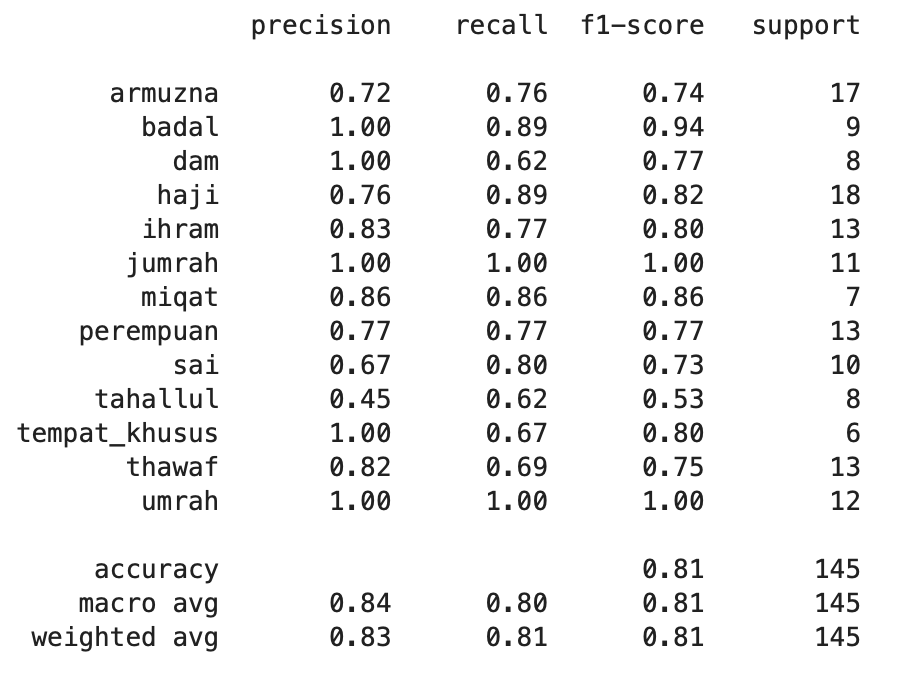 precision recall f1-score support
armuzna 0.72 0.76 0.74 17
badal 1.00 0.89 0.94 9
dam 1.00 0.62 0.77 8
haji 0.76 0.89 0.82 18
ihram 0.83 0.77 0.80 13
jumrah 1.00 1.00 1.00 11
miqat 0.86 0.86 0.86 7
perempuan 0.77 0.77 0.77 13
sai 0.67 0.80 0.73 10
tahallul 0.45 0.62 0.53 8
tempat_khusus 1.00 0.67 0.80 6
thawaf 0.82 0.69 0.75 13
umrah 1.00 1.00 1.00 12
accuracy 0.81 145
macro avg 0.84 0.80 0.81 145
weighted avg 0.83 0.81 0.81 145